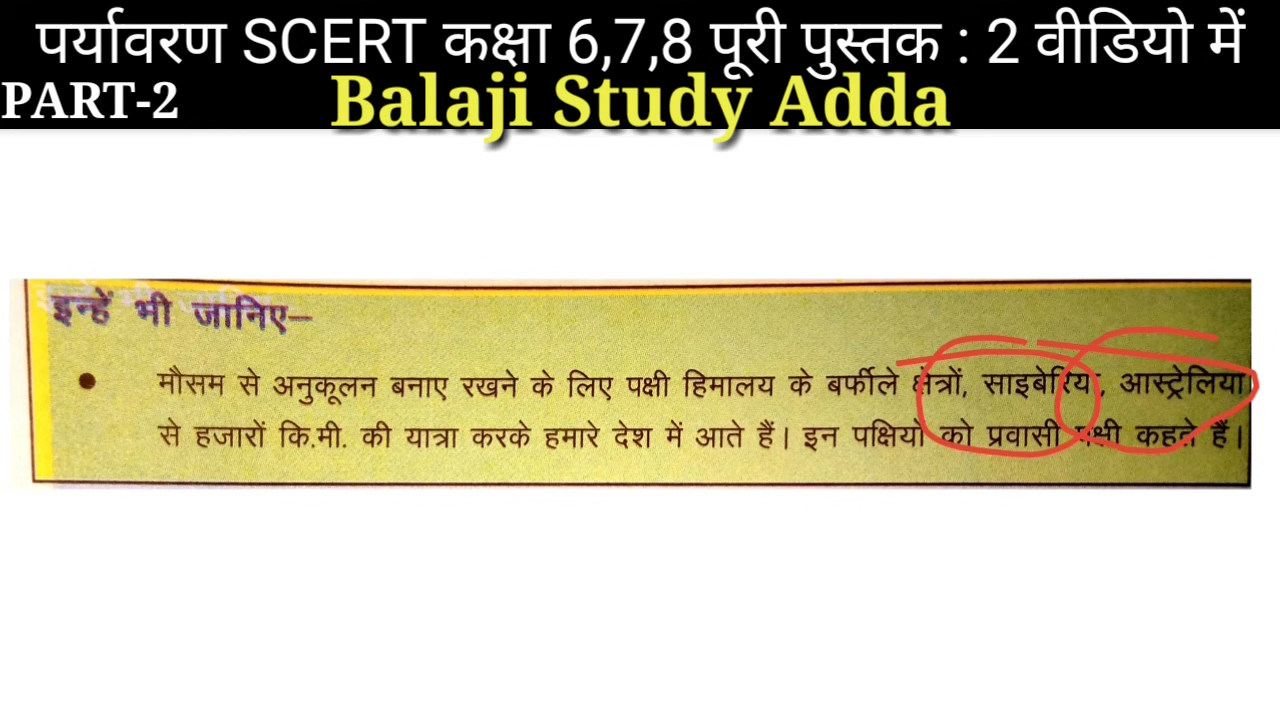 पर्यावरण SCERT कक्षा 6,7,8 पूरी पुस्तक : 2 वीडियो में
PART-2
Balaji Study Adda
इन्हें भी जानिए–
● मौसम से अनुकूलन बनाए रखने के लिए पक्षी हिमालय के बर्फीले क्षेत्रों, साइबेरिया, आस्ट्रेलिया
से हजारों कि.मी. की यात्रा करके हमारे देश में आते हैं। इन पक्षियों को प्रवासी पक्षी कहते हैं।